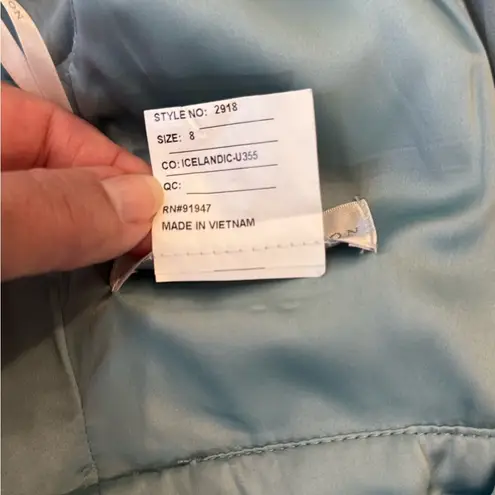 STYLE NO: 2918
SIZE: 8
CO: ICELANDIC-U355
QC:
RN#91947
MADE IN VIETNAM